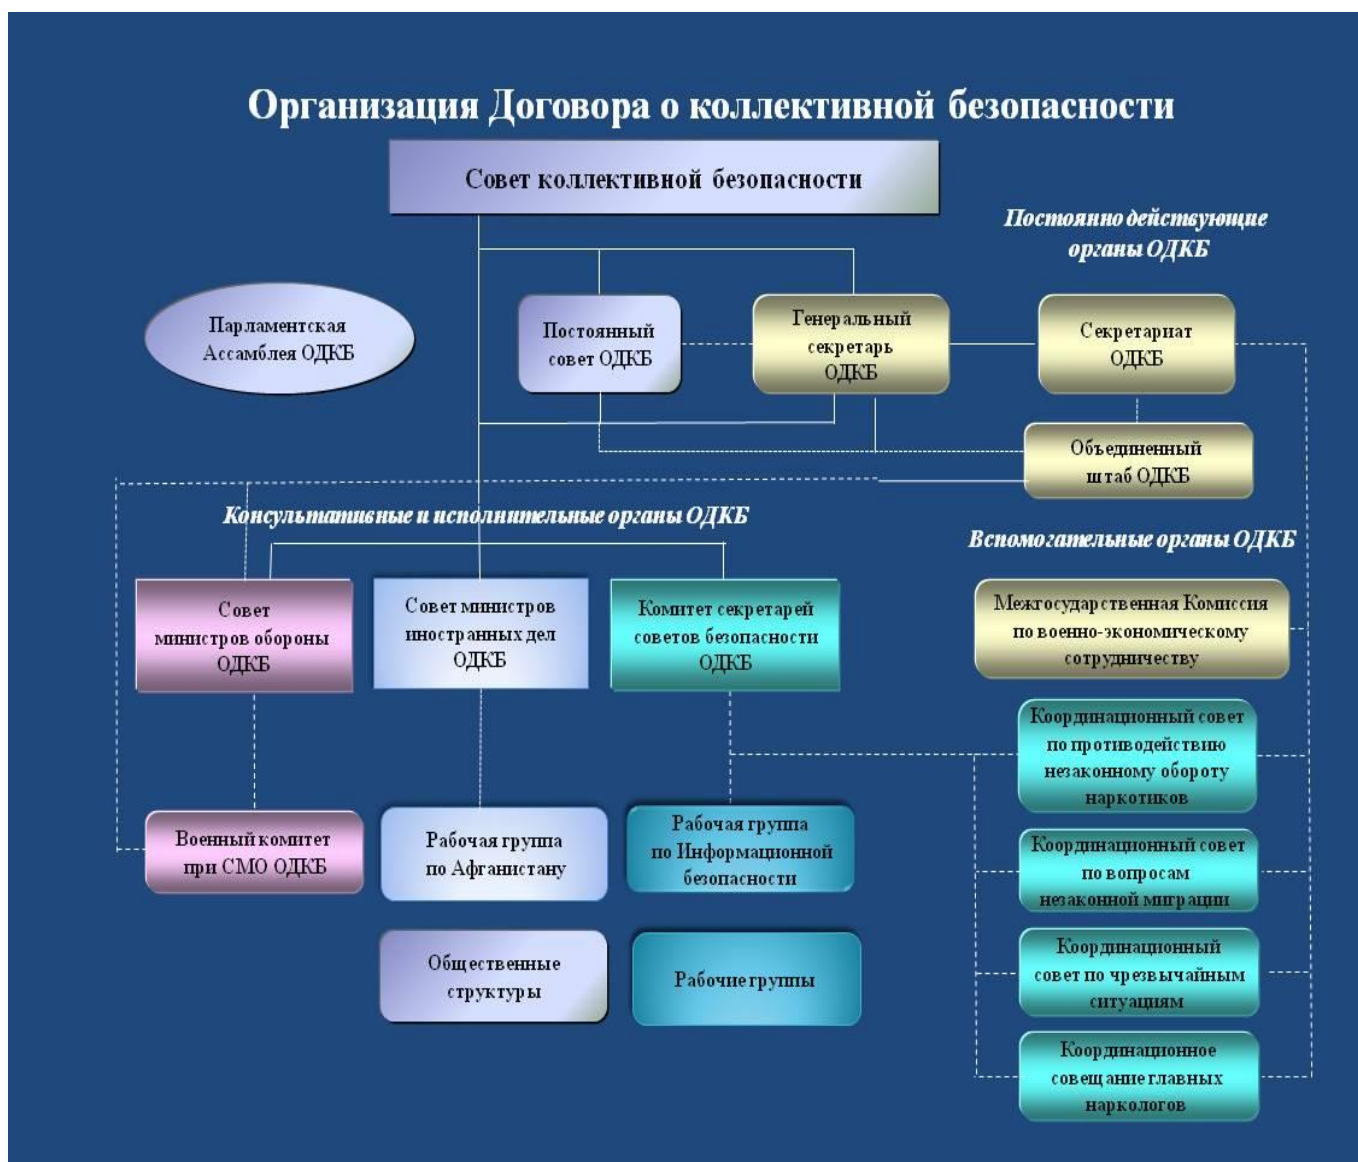 Организация Договора о коллективной безопасности
Совет коллективной безопасности
Постоянно действующие
органы ОДКБ
Парламентская
Ассамблея ОДКБ
Постоянный
совет ОДКБ
Генеральный
секретарь
ОДКБ
Секретариат
ОДКБ
Объединенный
штаб ОДКБ
Консультативные и исполнительные органы ОДКБ
Вспомогательные органы ОДКБ
Совет
министров обороны
ОДКБ
Совет министров
иностранных дел
ОДКБ
Комитет секретарей
советов безопасности
ОДКБ
Межгосударственная Комиссия
по военно-экономическому
сотрудничеству
Координационный совет
по противодействию
незаконному обороту
наркотиков
Военный комитет
при СМО ОДКБ
Рабочая группа
по Афганистану
Рабочая группа
по Информационной
безопасности
Координационный совет
по вопросам
незаконной миграции
Общественные
структуры
Рабочие группы
Координационный
совет по чрезвычайным
ситуациям
Координационное
совещание главных
наркологов